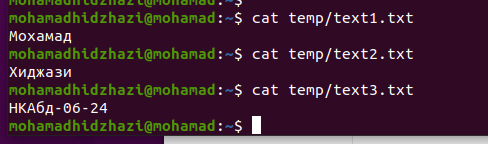 mohamadhidzhazi@mohamad:~$ cat temp/text1.txt
Мохамад
mohamadhidzhazi@mohamad:~$ cat temp/text2.txt
Хиджази
mohamadhidzhazi@mohamad:~$ cat temp/text3.txt
НКАбд-06-24
mohamadhidzhazi@mohamad:~$